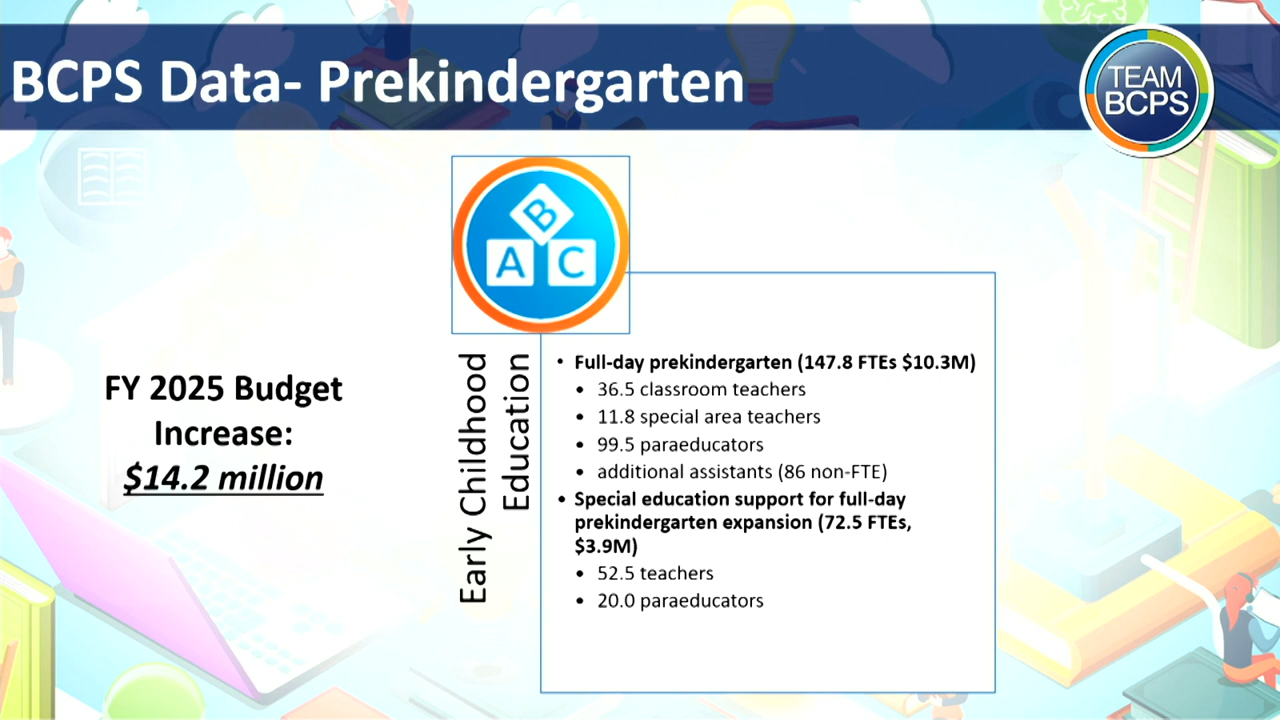 BCPS Data- Prekindergarten
TEAM
BCPS
B
A C
FY 2025 Budget
Increase:
$14.2 million
Early Childhood
Education
• Full-day prekindergarten (147.8 FTEs $10.3M)
• 36.5 classroom teachers
• 11.8 special area teachers
• 99.5 paraeducators
• additional assistants (86 non-FTE)
• Special education support for full-day
prekindergarten expansion (72.5 FTEs,
$3.9M)
• 52.5 teachers
• 20.0 paraeducators